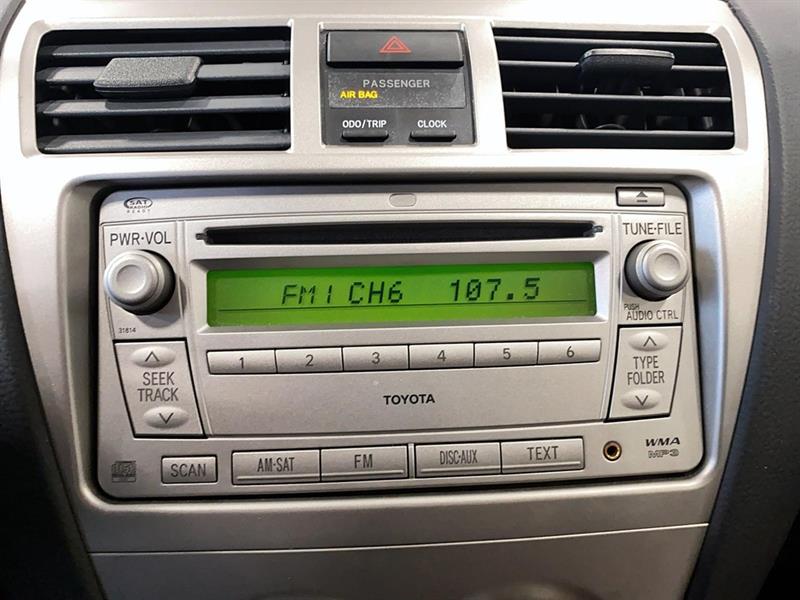 PASSENGER
AIR BAG
ODO/TRIP CLOCK
SAT
RADIO
READY
PWR·VOL
TUNE·FILE
FM1 CH6 107.5
PUSH
AUDIO CTRL
31814
1 2 3 4 5 6
SEEK
TRACK
TYPE
FOLDER
TOYOTA
SCAN
AM·SAT FM DISC·AUX TEXT
WMA
MP3